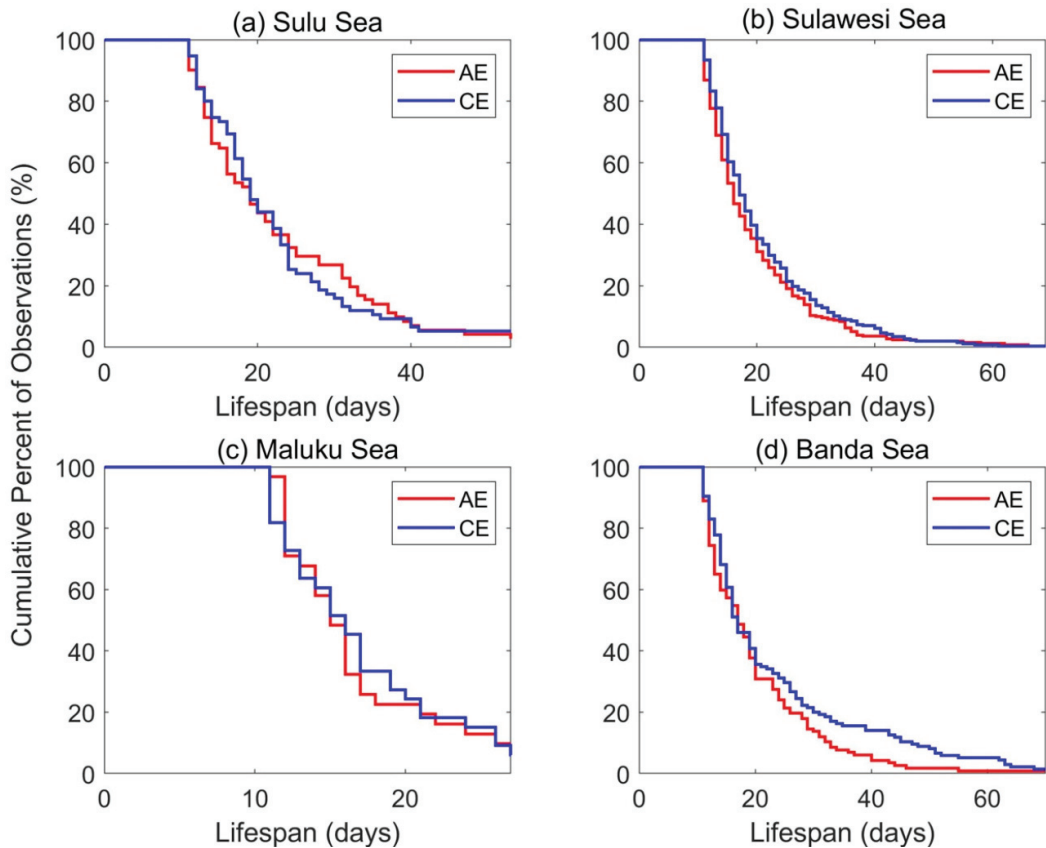 (a) Sulu Sea
(b) Sulawesi Sea
Cumulative Percent of Observations (%)
100
80
60
40
20
0
AE
CE
0
20
40
Lifespan (days)
100
80
60
40
20
0
AE
CE
0
20
40
60
Lifespan (days)
(c) Maluku Sea
(d) Banda Sea
100
80
60
40
20
0
AE
CE
0
10
20
Lifespan (days)
100
80
60
40
20
0
AE
CE
0
20
40
60
Lifespan (days)